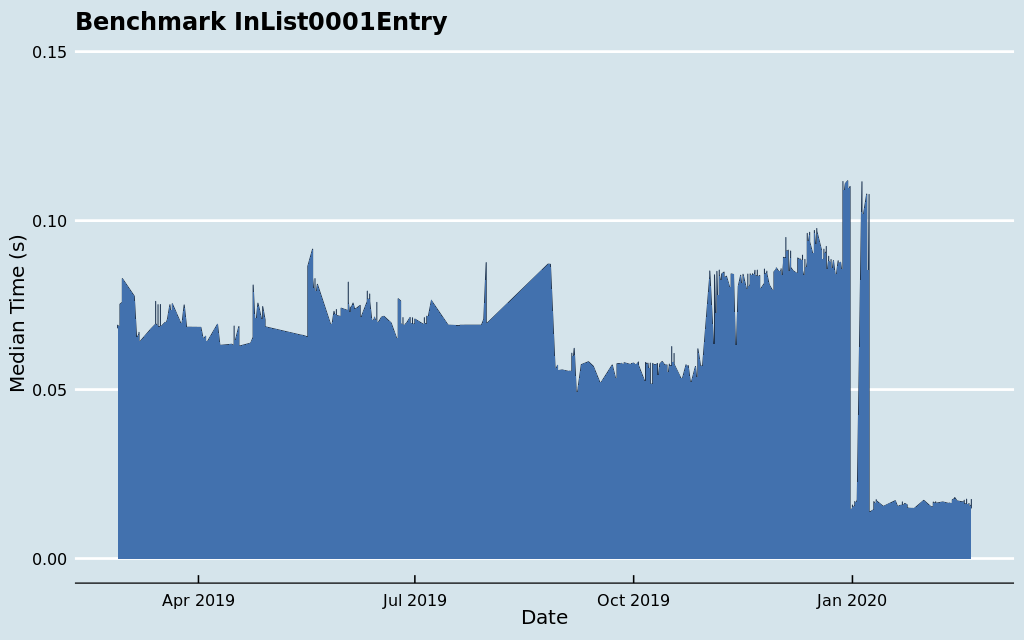 Benchmark InList0001Entry
0.15
0.10
0.05
0.00
Median Time (s)
Apr 2019
Jul 2019
Oct 2019
Jan 2020
Date